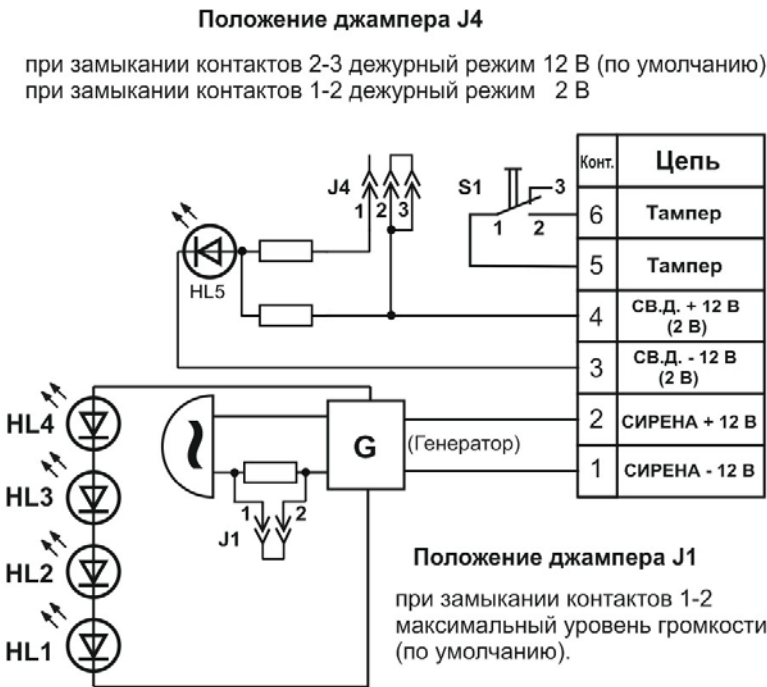 Положение джампера J4
при замыкании контактов 2-3 дежурный режим 12 В (по умолчанию)
при замыкании контактов 1-2 дежурный режим 2 В
Конт. Цепь
6 Тампер
5 Тампер
4 СВ.Д. + 12 В
(2 В)
3 СВ.Д. - 12 В
(2 В)
2 СИРЕНА + 12 В
1 СИРЕНА - 12 В
J4
1 2 3
S1
3
1 2
HL5
HL4
HL3
HL2
HL1
~
G
(Генератор)
1 2
J1
Положение джампера J1
при замыкании контактов 1-2
максимальный уровень громкости
(по умолчанию).